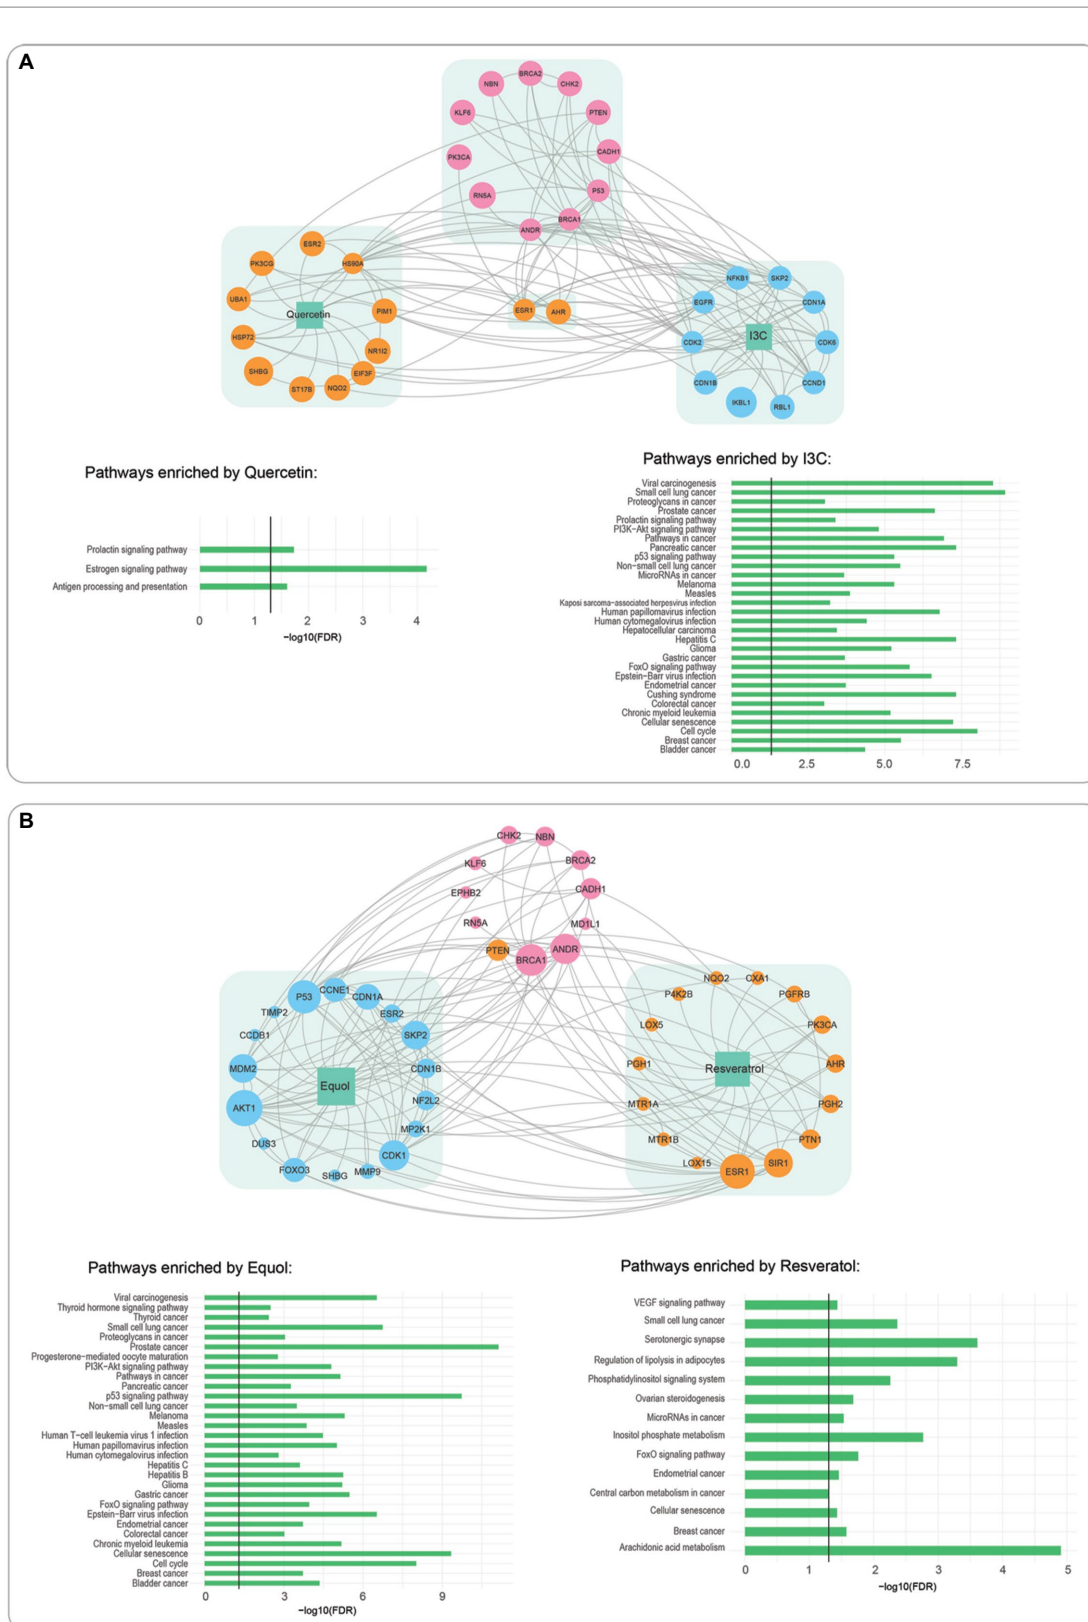 A
BRCA2
NBN
CHK2
KLF6
PTEN
PK3CA
CADH1
RN5A
P53
BRCA1
ANDR
ESR2
PK3CG
HS90A
UBA1
Quercetin
PIM1
HSP72
NR1I2
SHBG
EIF3F
ST17B
NQO2
ESR1
AHR
NFKB1
SKP2
EGFR
CDN1A
I3C
CDK2
CDK6
CDN1B
CCND1
IKBL1
RBL1
Pathways enriched by Quercetin:
Prolactin signaling pathway
Estrogen signaling pathway
Antigen processing and presentation
0 1 2 3 4
−log10(FDR)
Pathways enriched by I3C:
Viral carcinogenesis
Small cell lung cancer
Proteoglycans in cancer
Prostate cancer
Prolactin signaling pathway
PI3K−Akt signaling pathway
Pathways in cancer
Pancreatic cancer
p53 signaling pathway
Non−small cell lung cancer
MicroRNAs in cancer
Melanoma
Measles
Kaposi sarcoma−associated herpesvirus infection
Human papillomavirus infection
Human cytomegalovirus infection
Hepatocellular carcinoma
Hepatitis C
Glioma
Gastric cancer
FoxO signaling pathway
Epstein−Barr virus infection
Endometrial cancer
Cushing syndrome
Colorectal cancer
Chronic myeloid leukemia
Cellular senescence
Cell cycle
Breast cancer
Bladder cancer
0.0 2.5 5.0 7.5
B
CHK2
NBN
KLF6
BRCA2
EPHB2
CADH1
RN5A
MD1L1
PTEN
BRCA1
ANDR
P53
CCNE1
CDN1A
TIMP2
ESR2
CCDB1
SKP2
MDM2
CDN1B
Equol
AKT1
NF2L2
MP2K1
DUS3
CDK1
FOXO3
SHBG
MMP9
NQO2
CXA1
P4K2B
PGFRB
LOX5
PK3CA
PGH1
Resveratrol
AHR
MTR1A
PGH2
MTR1B
PTN1
LOX15
ESR1
SIR1
Pathways enriched by Equol:
Viral carcinogenesis
Thyroid hormone signaling pathway
Thyroid cancer
Small cell lung cancer
Proteoglycans in cancer
Prostate cancer
Progesterone−mediated oocyte maturation
PI3K−Akt signaling pathway
Pathways in cancer
Pancreatic cancer
p53 signaling pathway
Non−small cell lung cancer
Melanoma
Measles
Human T−cell leukemia virus 1 infection
Human papillomavirus infection
Human cytomegalovirus infection
Hepatitis C
Hepatitis B
Glioma
Gastric cancer
FoxO signaling pathway
Epstein−Barr virus infection
Endometrial cancer
Colorectal cancer
Chronic myeloid leukemia
Cellular senescence
Cell cycle
Breast cancer
Bladder cancer
0 3 6 9
−log10(FDR)
Pathways enriched by Resveratol:
VEGF signaling pathway
Small cell lung cancer
Serotonergic synapse
Regulation of lipolysis in adipocytes
Phosphatidylinositol signaling system
Ovarian steroidogenesis
MicroRNAs in cancer
Inositol phosphate metabolism
FoxO signaling pathway
Endometrial cancer
Central carbon metabolism in cancer
Cellular senescence
Breast cancer
Arachidonic acid metabolism
0 1 2 3 4 5
−log10(FDR)